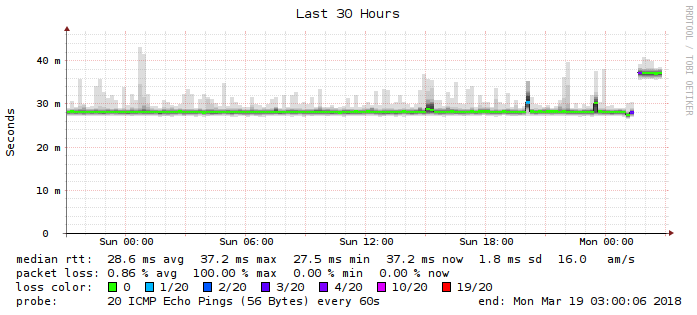 Last 30 Hours
RRDTOOL / TOBI OETIKER
Seconds
40 m
30 m
20 m
10 m
0
Sun 00:00 Sun 06:00 Sun 12:00 Sun 18:00 Mon 00:00
median rtt: 28.6 ms avg 37.2 ms max 27.5 ms min 37.2 ms now 1.8 ms sd 16.0 am/s
packet loss: 0.86 % avg 100.00 % max 0.00 % min 0.00 % now
loss color: 0 1/20 2/20 3/20 4/20 10/20 19/20
probe: 20 ICMP Echo Pings (56 Bytes) every 60s end: Mon Mar 19 03:00:06 2018